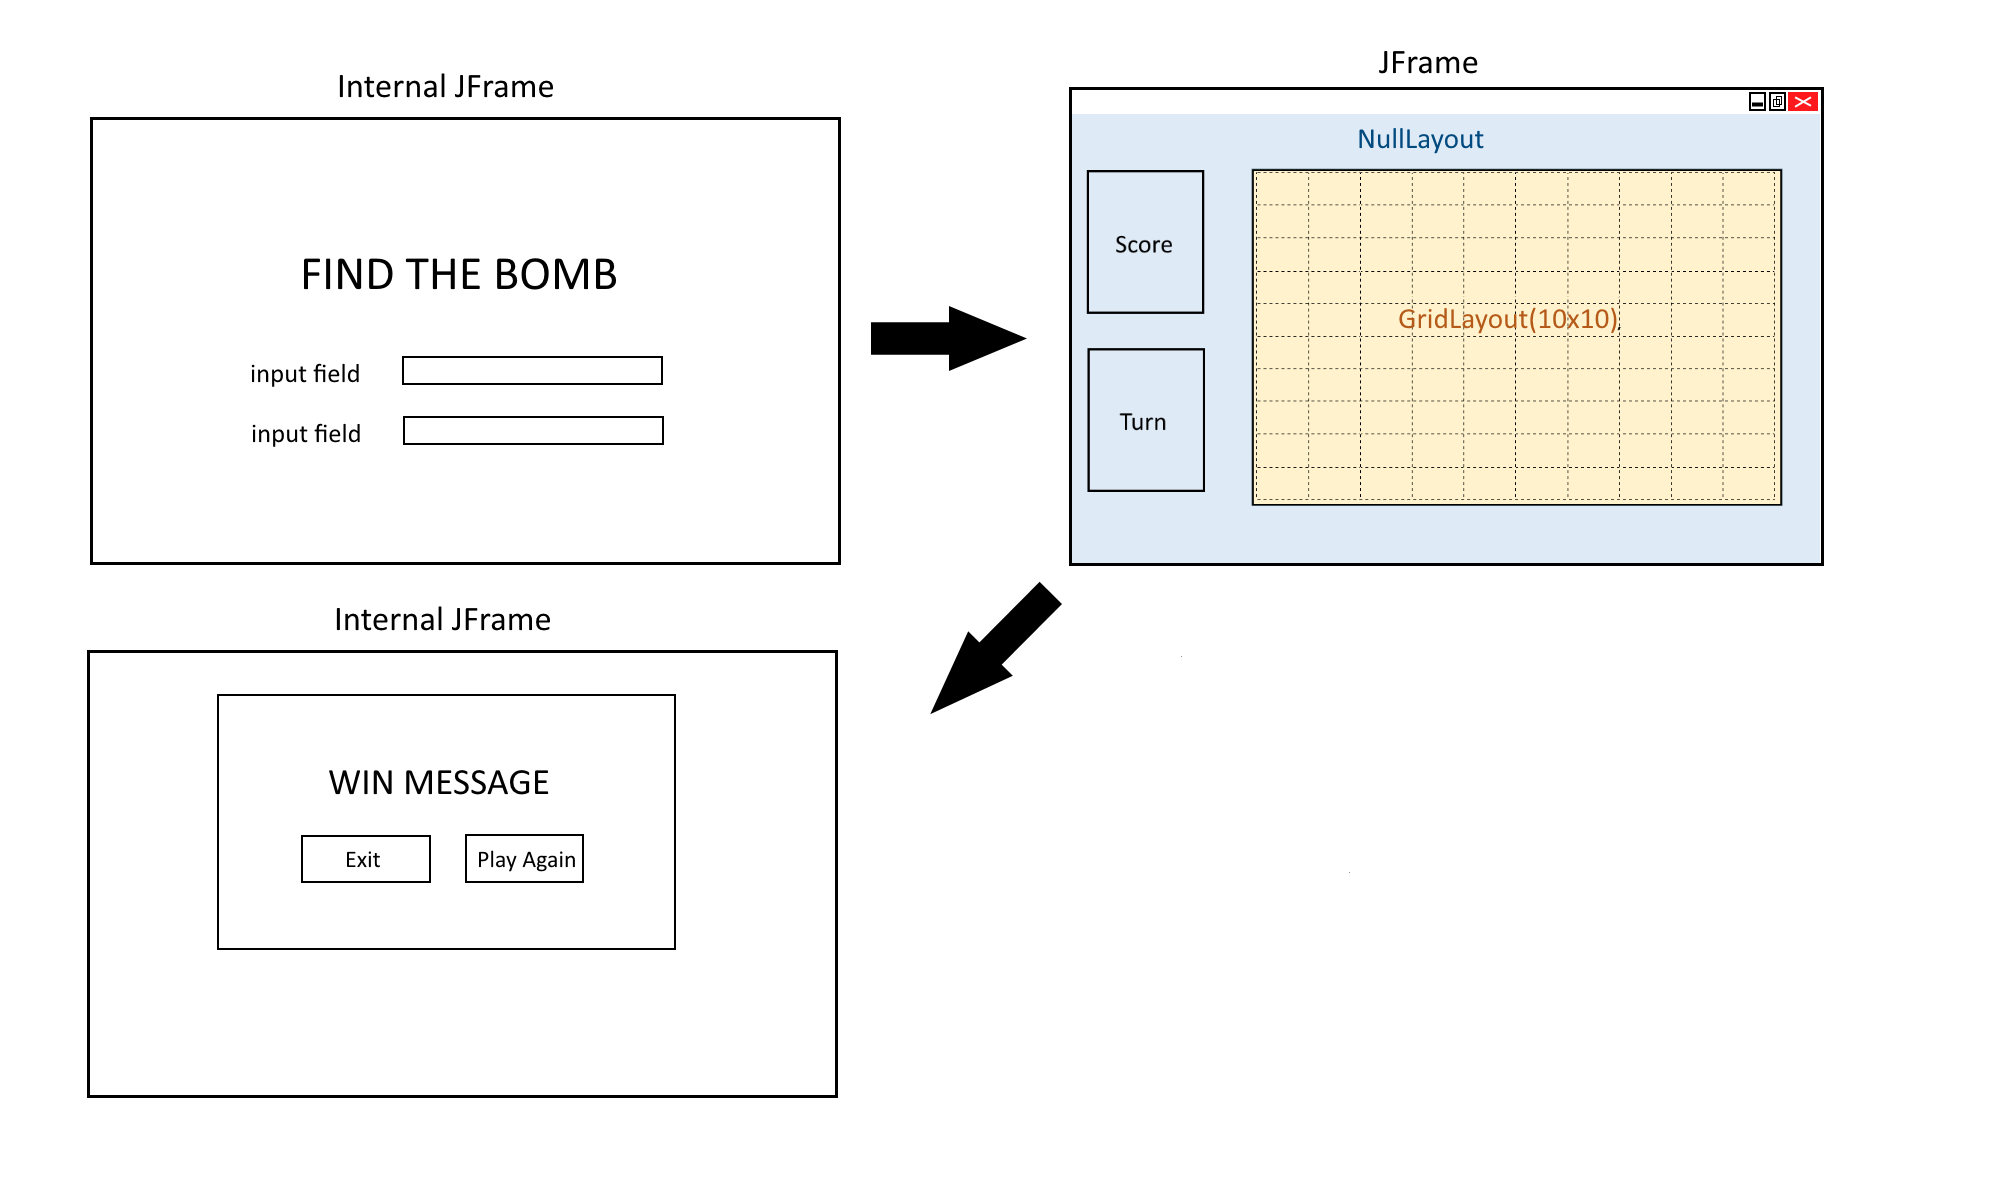 Internal JFrame
FIND THE BOMB
input field
input field
JFrame
NullLayout
Score
GridLayout(10x10)
Turn
Internal JFrame
WIN MESSAGE
Exit
Play Again